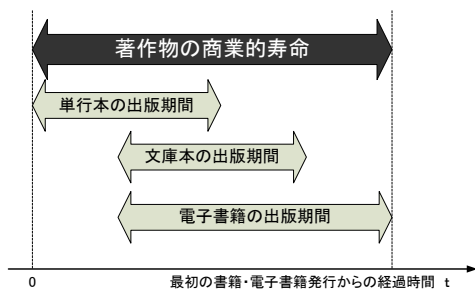 著作物の商業的寿命
単行本の出版期間
文庫本の出版期間
電子書籍の出版期間
0
最初の書籍・電子書籍発行からの経過時間 t